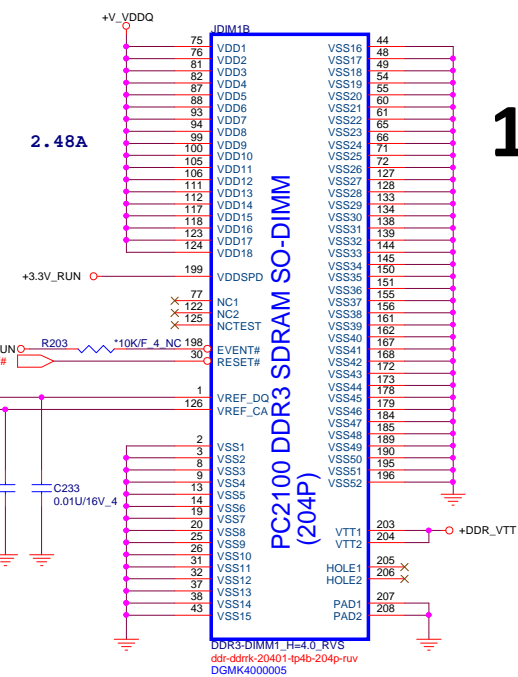 +V_VDDQ
JDIM1B
75 VDD1
76 VDD2
81 VDD3
82 VDD4
87 VDD5
88 VDD6
93 VDD7
94 VDD8
99 VDD9
100 VDD10
105 VDD11
106 VDD12
111 VDD13
112 VDD14
117 VDD15
118 VDD16
123 VDD17
124 VDD18
2.48A
+3.3V_RUN
199 VDDSPD
77 NC1
122 NC2
125 NCTEST
UN R203 *10K/F_4_NC 198 EVENT#
# 30 RESET#
1 VREF_DQ
126 VREF_CA
C233
0.01U/16V_4
2 VSS1
3 VSS2
8 VSS3
9 VSS4
13 VSS5
14 VSS6
19 VSS7
20 VSS8
25 VSS9
26 VSS10
31 VSS11
32 VSS12
37 VSS13
38 VSS14
43 VSS15
PC2100 DDR3 SDRAM SO-DIMM
(204P)
VSS16 44
VSS17 48
VSS18 49
VSS19 54
VSS20 55
VSS21 60
VSS22 61
VSS23 65
VSS24 66
VSS25 71
VSS26 72
VSS27 127
VSS28 128
VSS29 133
VSS30 134
VSS31 138
VSS32 139
VSS33 144
VSS34 145
VSS35 150
VSS36 151
VSS37 155
VSS38 156
VSS39 161
VSS40 162
VSS41 167
VSS42 168
VSS43 172
VSS44 173
VSS45 178
VSS46 179
VSS47 184
VSS48 185
VSS49 189
VSS50 190
VSS51 195
VSS52 196
VTT1 203
VTT2 204
+DDR_VTT
HOLE1 205
HOLE2 206
PAD1 207
PAD2 208
1
DDR3-DIMM1_H=4.0_RVS
ddr-ddrrk-20401-tp4b-204p-ruv
DGMK4000005